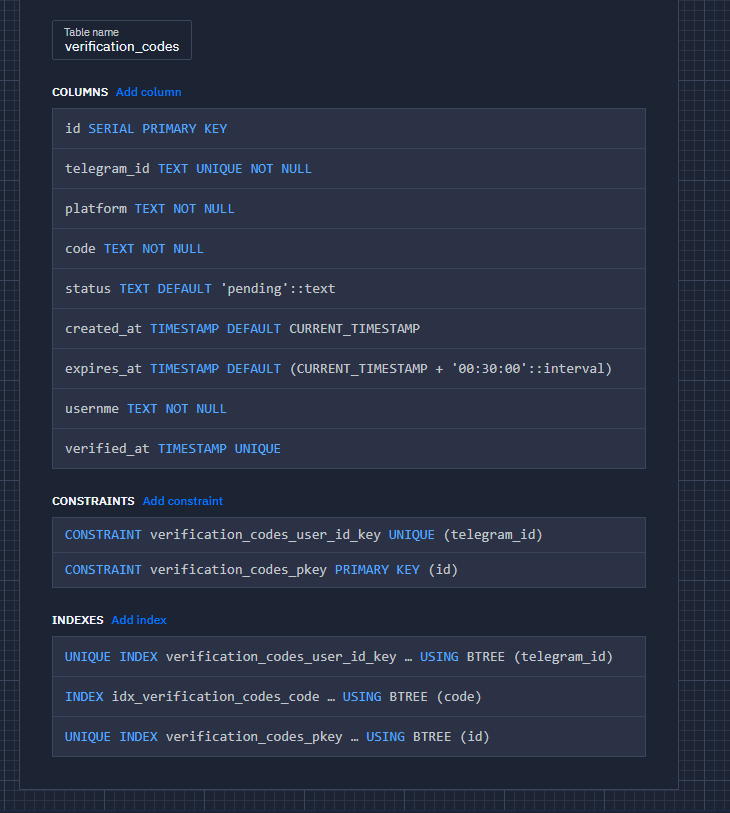 Table name
verification_codes
COLUMNS Add column
id SERIAL PRIMARY KEY
telegram_id TEXT UNIQUE NOT NULL
platform TEXT NOT NULL
code TEXT NOT NULL
status TEXT DEFAULT 'pending'::text
created_at TIMESTAMP DEFAULT CURRENT_TIMESTAMP
expires_at TIMESTAMP DEFAULT (CURRENT_TIMESTAMP + '00:30:00'::interval)
usernme TEXT NOT NULL
verified_at TIMESTAMP UNIQUE
CONSTRAINTS Add constraint
CONSTRAINT verification_codes_user_id_key UNIQUE (telegram_id)
CONSTRAINT verification_codes_pkey PRIMARY KEY (id)
INDEXES Add index
UNIQUE INDEX verification_codes_user_id_key … USING BTREE (telegram_id)
INDEX idx_verification_codes_code … USING BTREE (code)
UNIQUE INDEX verification_codes_pkey … USING BTREE (id)